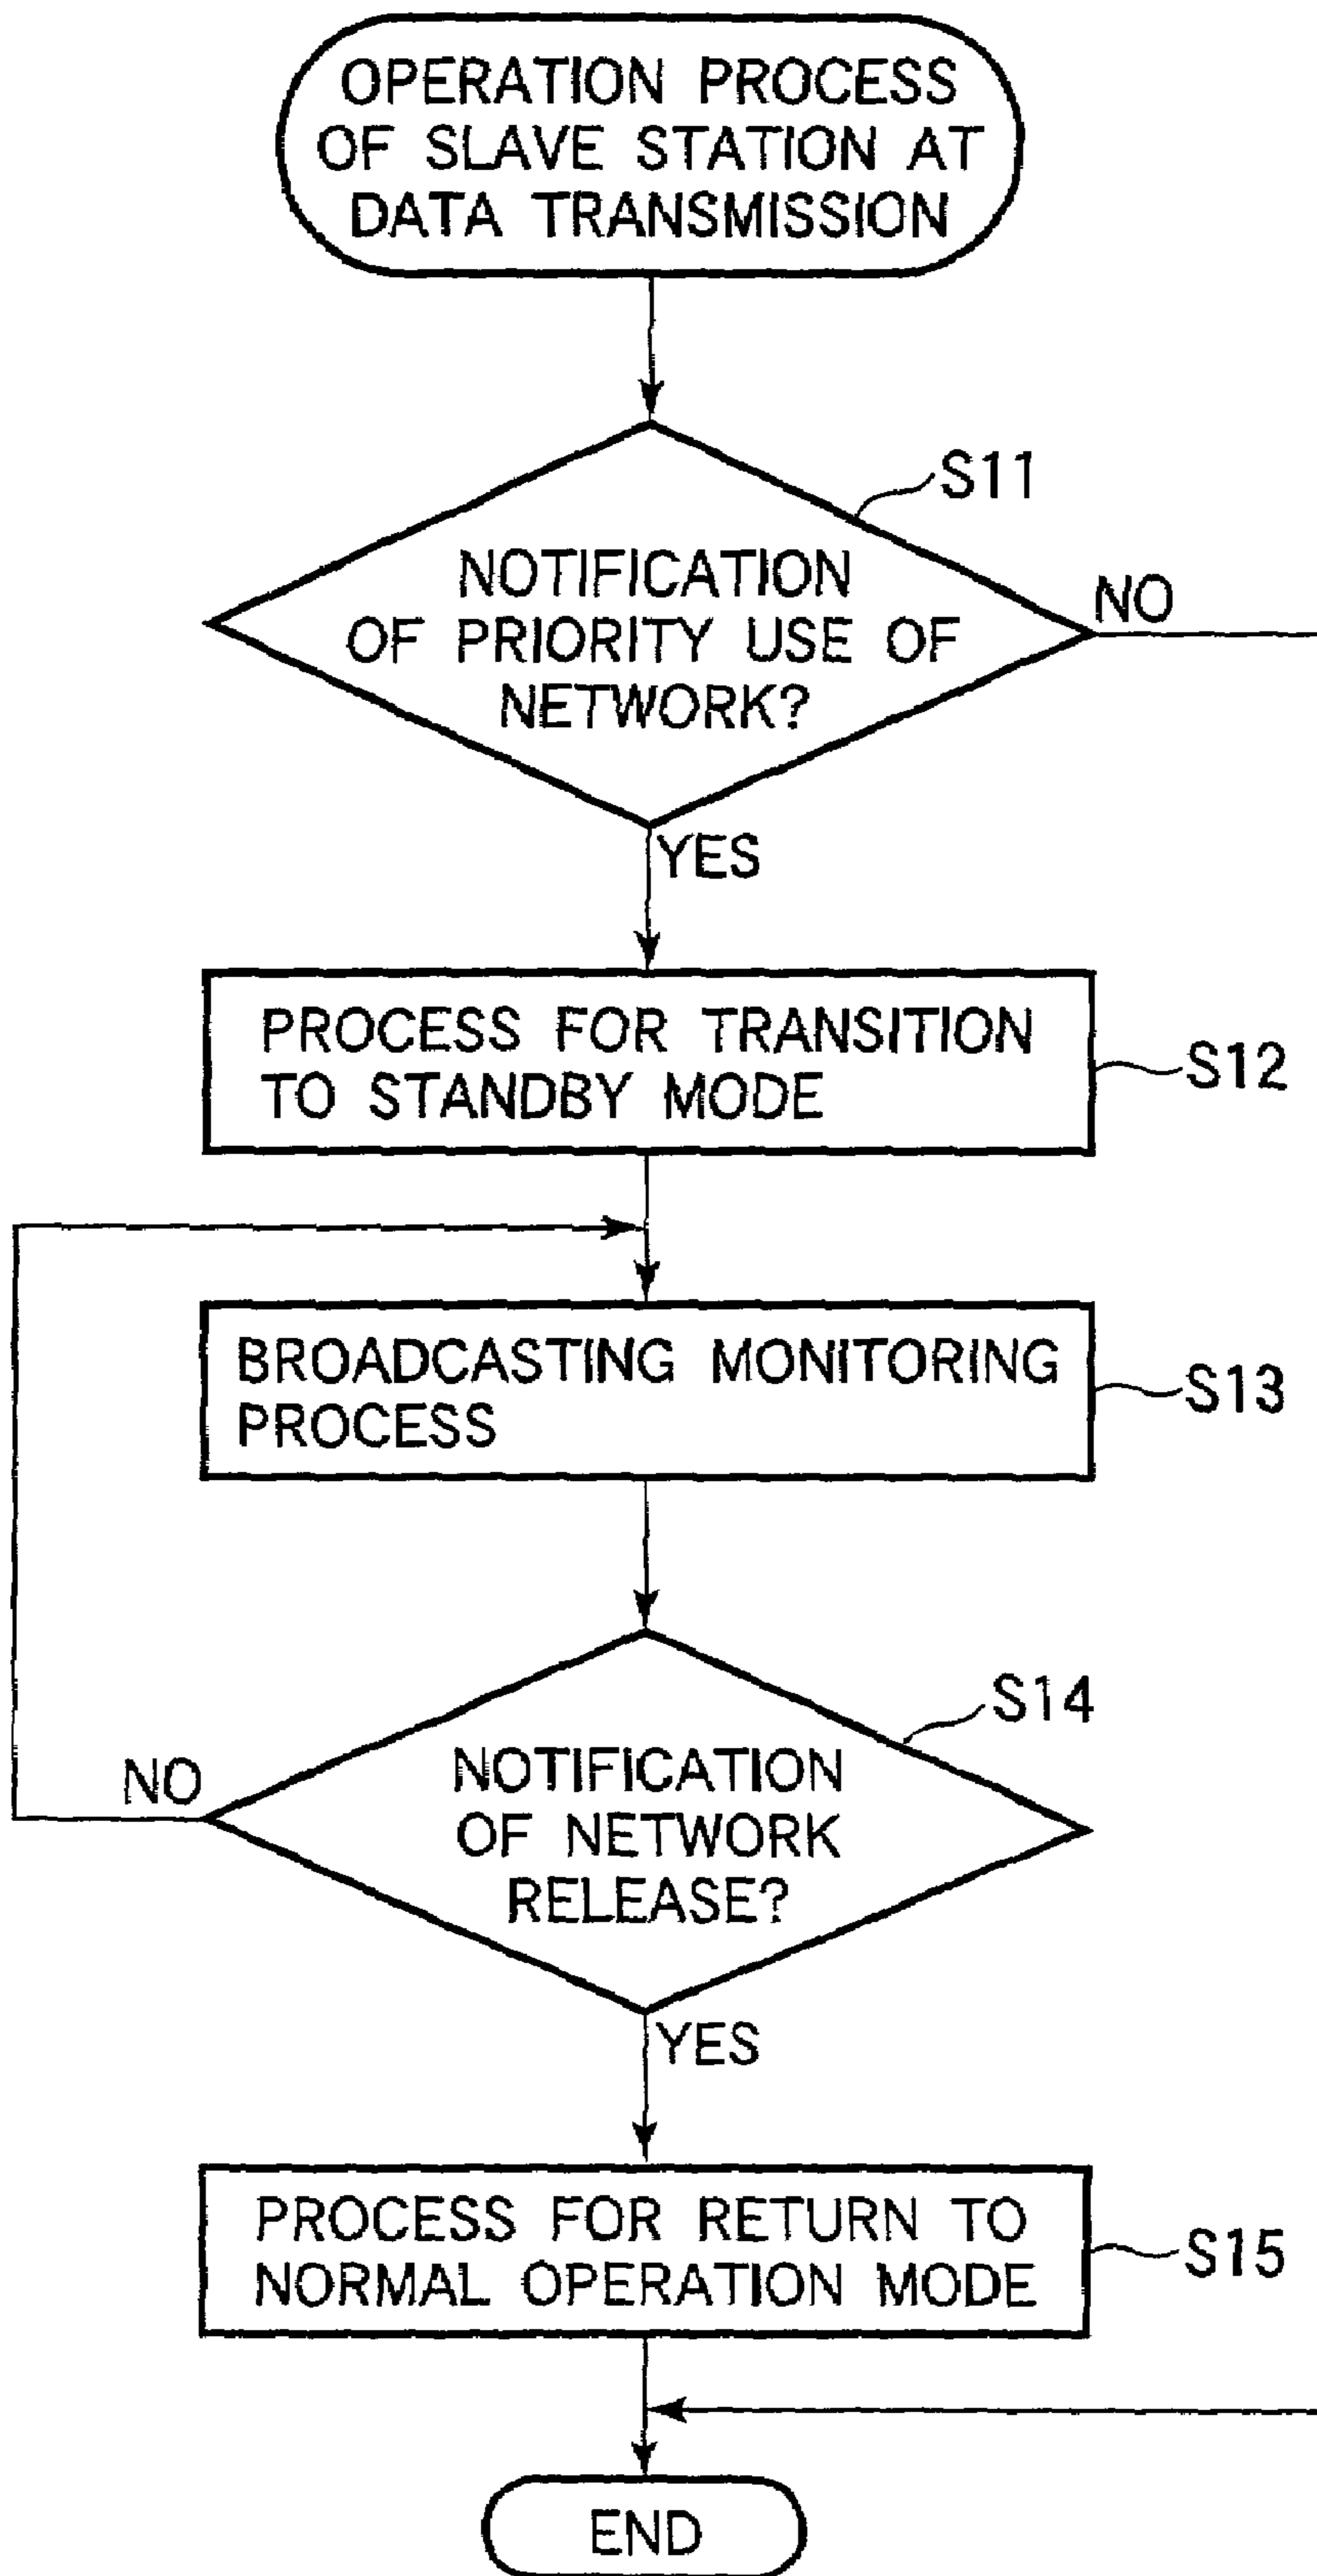 OPERATION PROCESS
OF SLAVE STATION AT
DATA TRANSMISSION
S11
NOTIFICATION
OF PRIORITY USE OF
NETWORK?
NO
YES
PROCESS FOR TRANSITION
TO STANDBY MODE
S12
BROADCASTING MONITORING
PROCESS
S13
S14
NOTIFICATION
OF NETWORK
RELEASE?
NO
YES
PROCESS FOR RETURN TO
NORMAL OPERATION MODE
S15
END